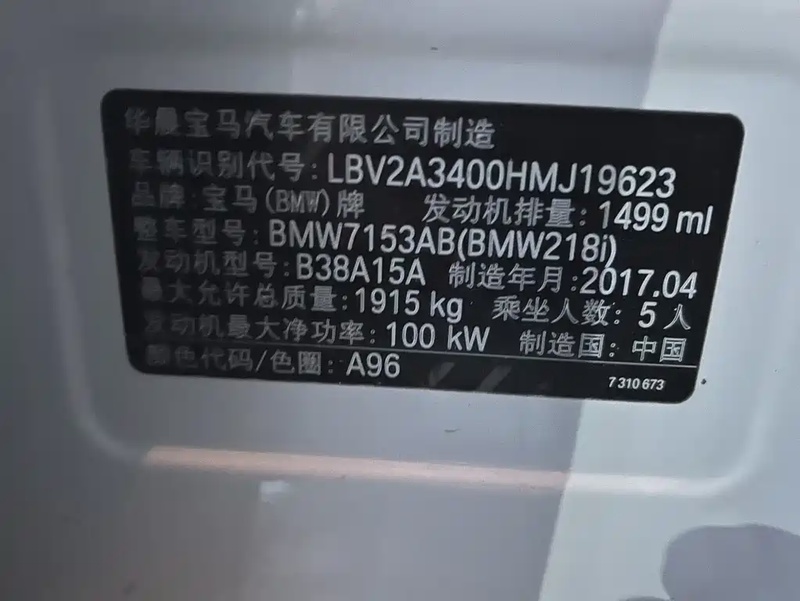 华晨宝马汽车有限公司制造
车辆识别代号: LBV2A3400HMJ19623
品牌: 宝马(BMW)牌 发动机排量: 1499 ml
整车型号: BMW7153AB(BMW218i)
发动机型号: B38A15A 制造年月: 2017.04
最大允许总质量: 1915 kg 乘坐人数: 5人
发动机最大净功率: 100 kW 制造国: 中国
颜色代码/色圈: A96
7 310 673